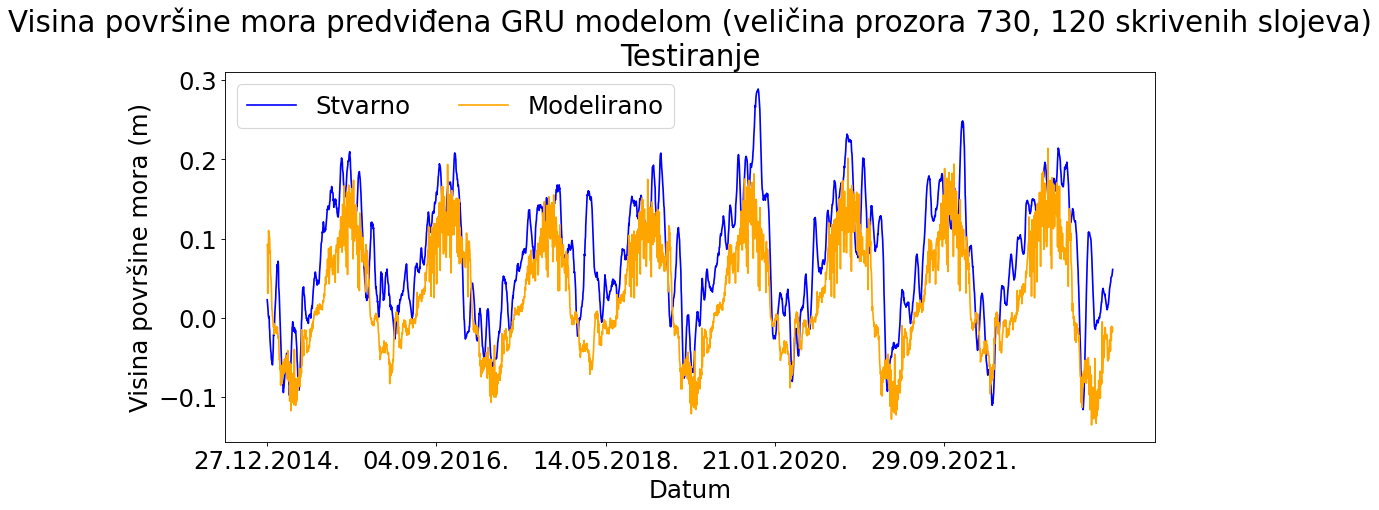 Visina površine mora predviđena GRU modelom (veličina prozora 730, 120 skrivenih slojeva)
Testiranje
Stvarno
Modelirano
Visina površine mora (m)
0.3
0.2
0.1
0.0
−0.1
27.12.2014.
04.09.2016.
14.05.2018.
21.01.2020.
29.09.2021.
Datum